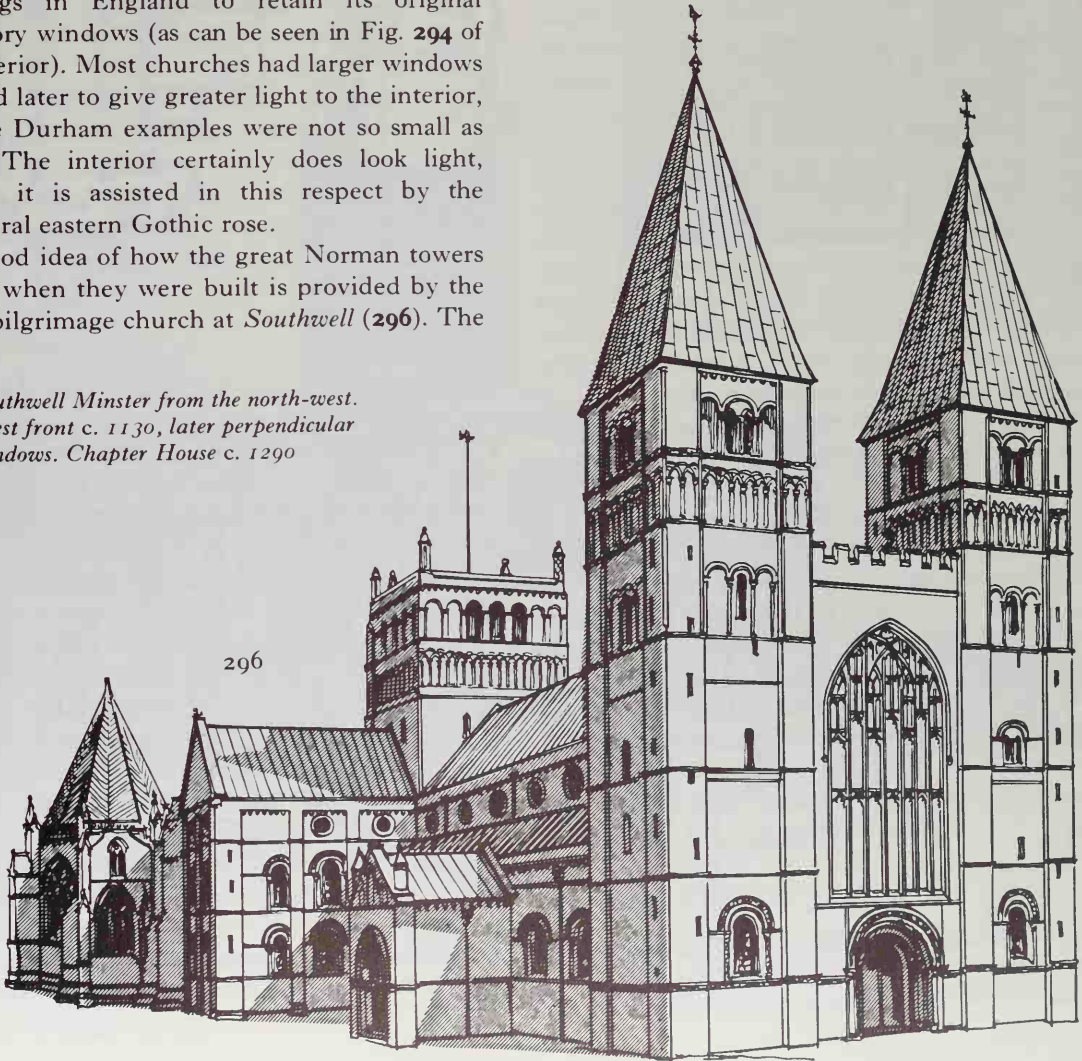 gs in England to retain its original
ory windows (as can be seen in Fig. 294 of
erior). Most churches had larger windows
d later to give greater light to the interior,
e Durham examples were not so small as
The interior certainly does look light,
it is assisted in this respect by the
ral eastern Gothic rose.
od idea of how the great Norman towers
when they were built is provided by the
pilgrimage church at Southwell (296). The
uthwell Minster from the north-west.
est front c. 1130, later perpendicular
ndows. Chapter House c. 1290
296